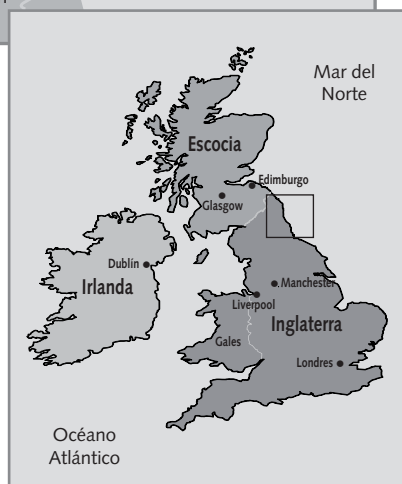 Mar del
Norte
Escocia
Edimburgo
Glasgow
Dublín
Irlanda
Manchester
Liverpool
Inglaterra
Gales
Londres
Océano
Atlántico